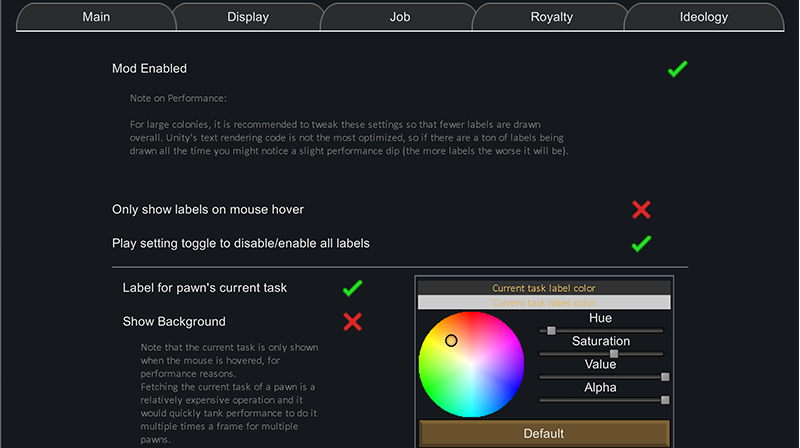 Main Display Job Royalty Ideology
Mod Enabled
Note on Performance:
For large colonies, it is recommended to tweak these settings so that fewer labels are drawn
overall. Unity's text rendering code is not the most optimized, so if there are a ton of labels being
drawn all the time you might notice a slight performance dip (the more labels the worse it will be).
Only show labels on mouse hover
Play setting toggle to disable/enable all labels
Label for pawn's current task
Show Background
Note that the current task is only shown
when the mouse is hovered, for
performance reasons.
Fetching the current task of a pawn is a
relatively expensive operation and it
would quickly tank performance to do it
multiple times a frame for multiple
pawns.
Current task label color
Current task label color
Hue
Saturation
Value
Alpha
Default